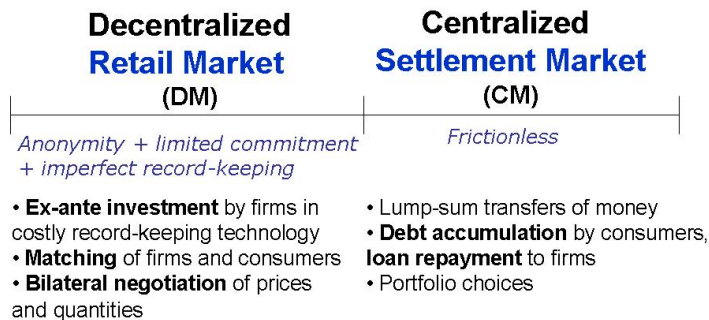 Decentralized
Retail Market
(DM)
Anonymity + limited commitment
+ imperfect record-keeping
• Ex-ante investment by firms in
costly record-keeping technology
• Matching of firms and consumers
• Bilateral negotiation of prices
and quantities
Centralized
Settlement Market
(CM)
Frictionless
• Lump-sum transfers of money
• Debt accumulation by consumers,
loan repayment to firms
• Portfolio choices